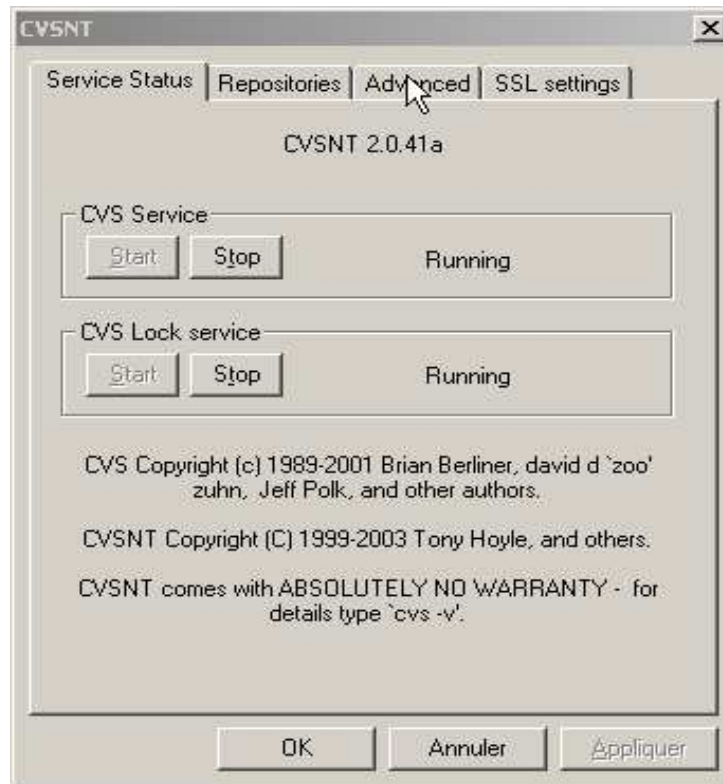 CVSNT
Service Status Repositories Advanced SSL settings
CVSNT 2.0.41a
CVS Service
Start Stop Running
CVS Lock service
Start Stop Running
CVS Copyright (c) 1989-2001 Brian Berliner, david d `zoo'
zuhn, Jeff Polk, and other authors.
CVSNT Copyright (C) 1999-2003 Tony Hoyle, and others.
CVSNT comes with ABSOLUTELY NO WARRANTY - for
details type `cvs -v'.
OK Annuler Appliquer